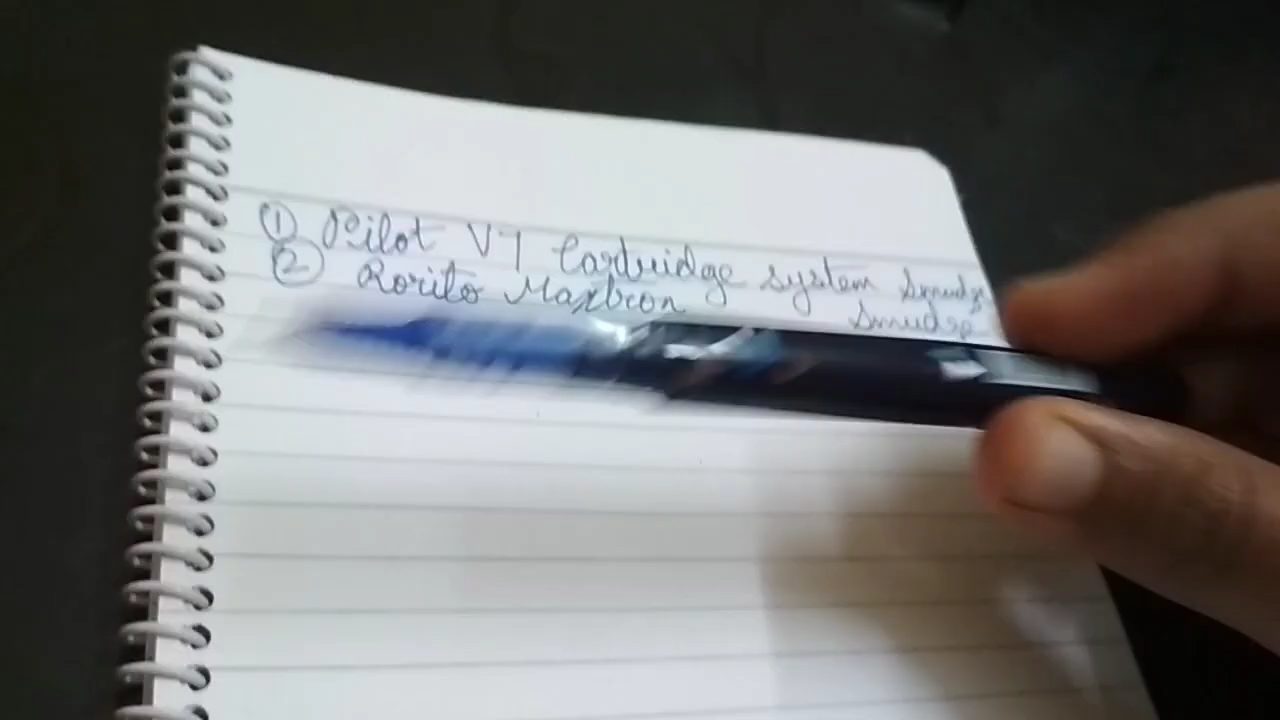 ① Pilot V7 Cartridge system Smudge
② Rorito Maxtron Smudge